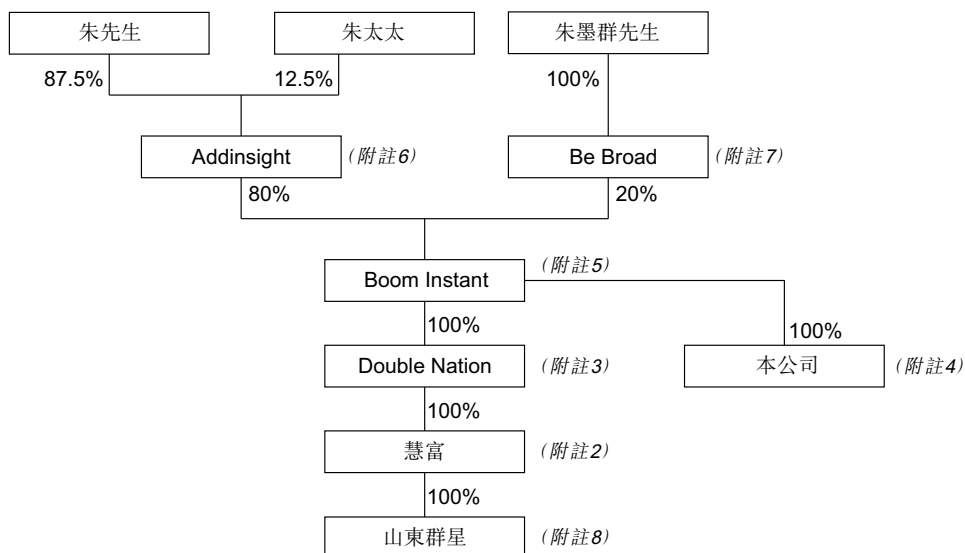 朱先生
朱太太
朱墨群先生
87.5%
12.5%
100%
Addinsight
(附註6)
Be Broad
(附註7)
80%
20%
Boom Instant
(附註5)
100%
100%
Double Nation
(附註3)
本公司
(附註4)
100%
慧富
(附註2)
100%
山東群星
(附註8)